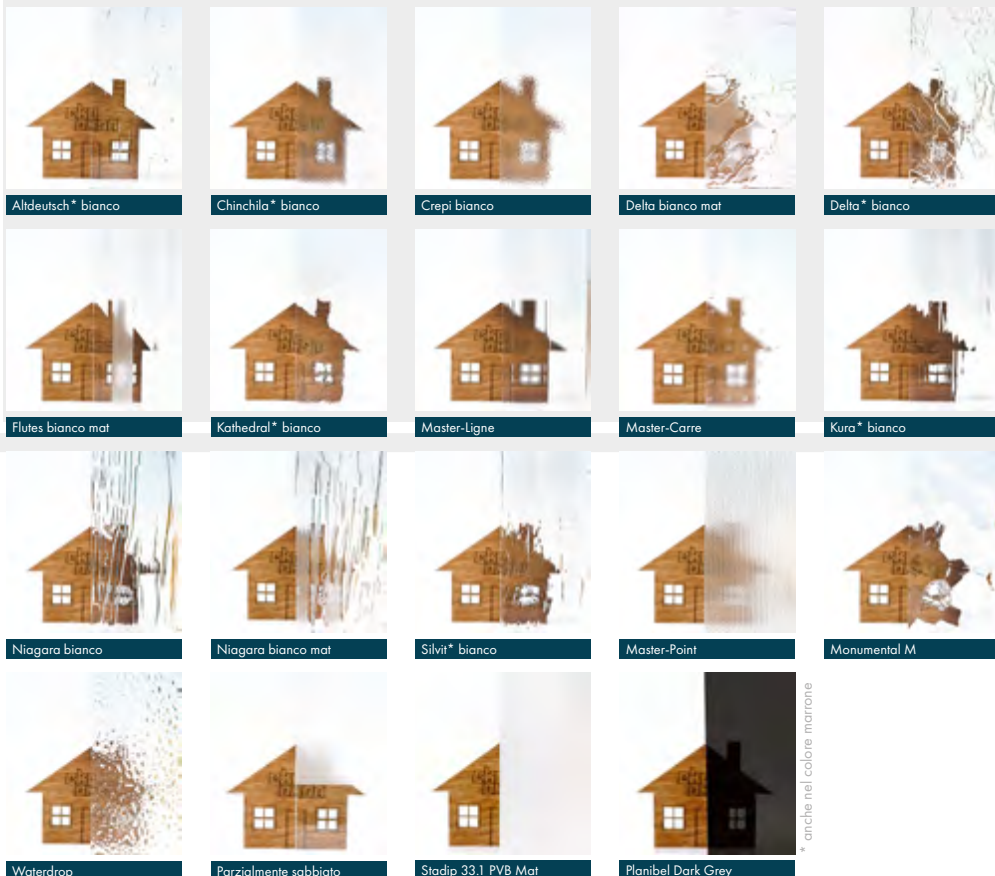 Altdeutsch* bianco
Chinchila* bianco
Crepi bianco
Delta bianco mat
Delta* bianco
Flutes bianco mat
Kathedral* bianco
Master-Ligne
Master-Carre
Kura* bianco
Niagara bianco
Niagara bianco mat
Silvit* bianco
Master-Point
Monumental M
Waterdrop
Parzialmente sabbiato
Stadip 33.1 PVB Mat
Planibel Dark Grey
* anche nel colore marrone